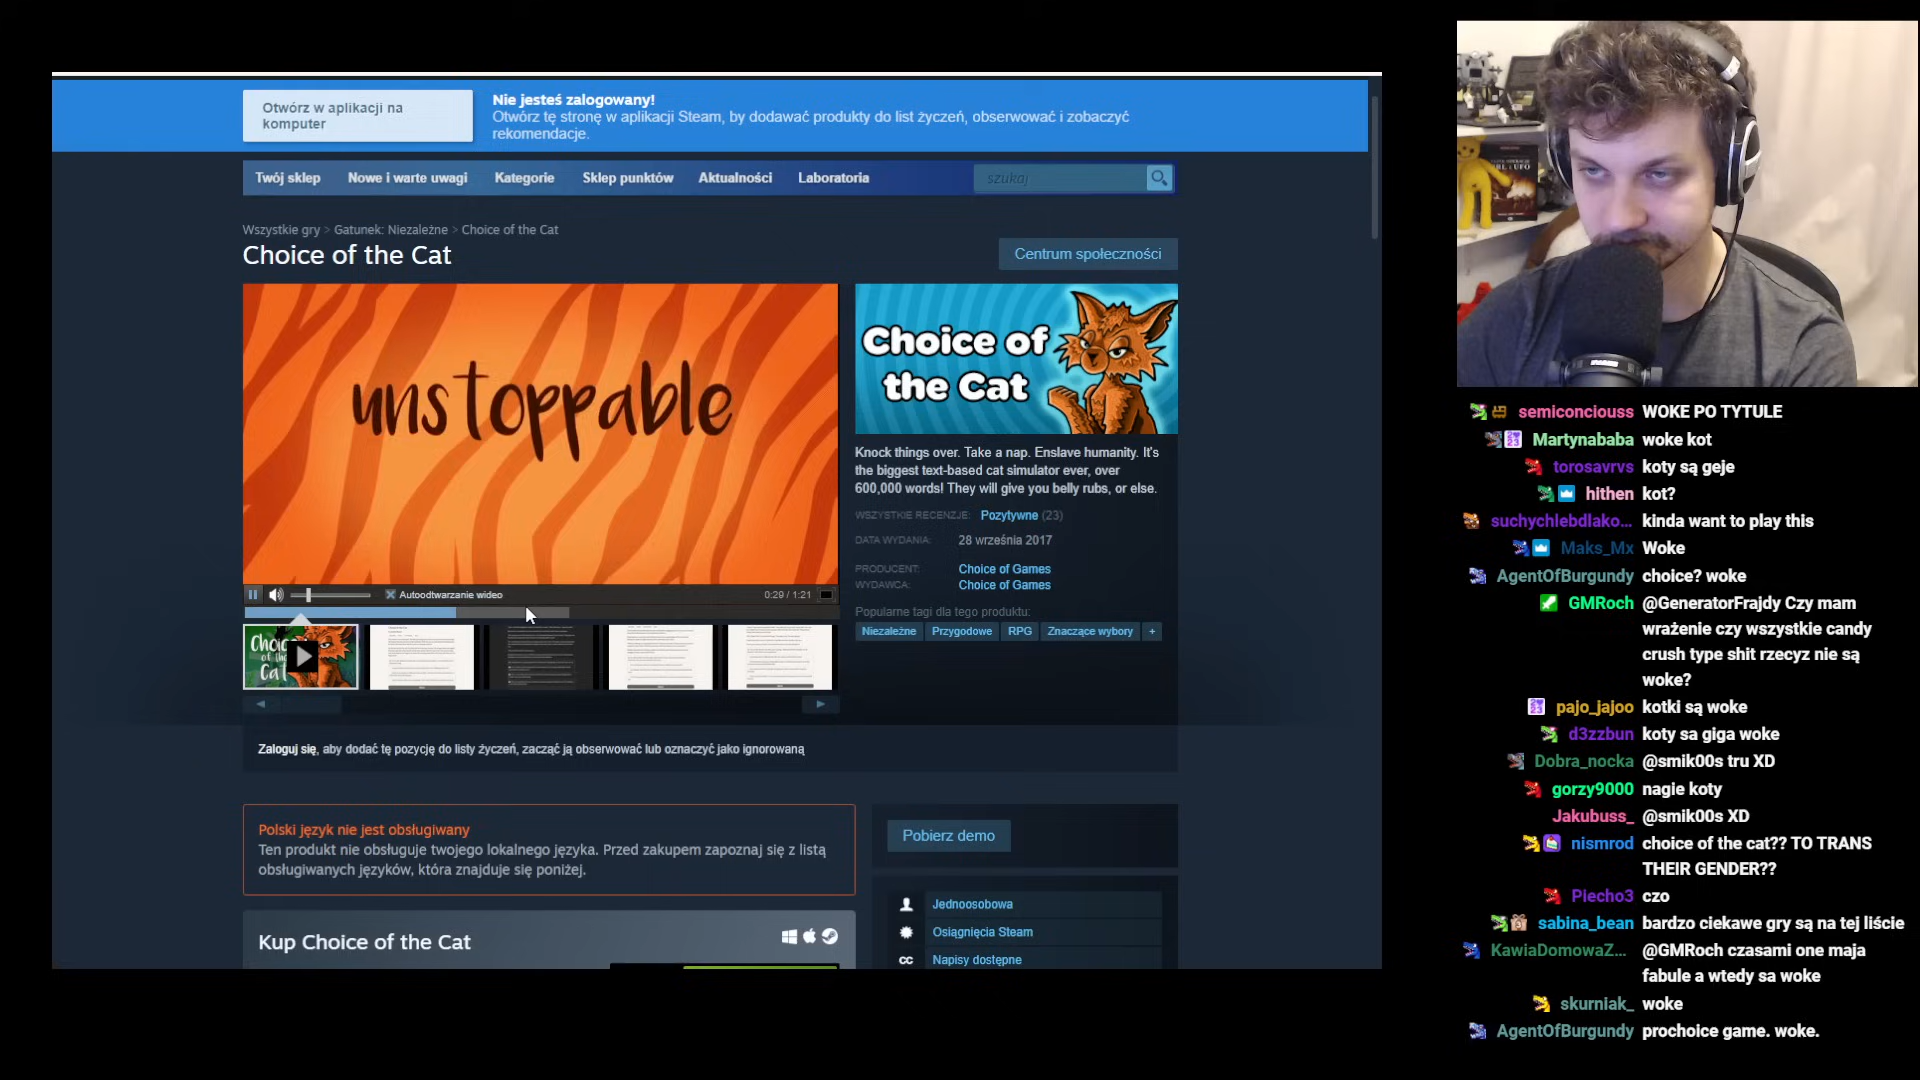 Otwórz w aplikacji na
komputer
Nie jesteś zalogowany!
Otwórz tę stronę w aplikacji Steam, by dodawać produkty do list życzeń, obserwować i zobaczyć
rekomendacje.
Twój sklep
Nowe i warte uwagi
Kategorie
Sklep punktów
Aktualności
Laboratoria
szukaj
Wszystkie gry > Gatunek: Niezależne > Choice of the Cat
Choice of the Cat
Centrum społeczności
unstoppable
Choice of
the Cat
Knock things over. Take a nap. Enslave humanity. It's
the biggest text-based cat simulator ever, over
600,000 words! They will give you belly rubs, or else.
WSZYSTKIE RECENZJE: Pozytywne (23)
DATA WYDANIA: 28 września 2017
PRODUCENT: Choice of Games
WYDAWCA: Choice of Games
Popularne tagi dla tego produktu:
Niezależne
Przygodowe
RPG
Znaczące wybory
+
Autoodtwarzanie wideo
0:29 / 1:21
Choice
of the
Cat
Zaloguj się, aby dodać tę pozycję do listy życzeń, zacząć ją obserwować lub oznaczyć jako ignorowaną
Polski język nie jest obsługiwany
Ten produkt nie obsługuje twojego lokalnego języka. Przed zakupem zapoznaj się z listą
obsługiwanych języków, która znajduje się poniżej.
Pobierz demo
Kup Choice of the Cat
Jednoosobowa
Osiągnięcia Steam
CC Napisy dostępne
semiconciouss WOKE PO TYTULE
Martynababa woke kot
torosavrvs koty są geje
hithen kot?
suchychlebdlako... kinda want to play this
Maks_Mx Woke
AgentOfBurgundy choice? woke
GMRoch @GeneratorFrajdy Czy mam
wrażenie czy wszystkie candy
crush type shit rzecyz nie są
woke?
pajo_jajoo kotki są woke
d3zzbun koty sa giga woke
Dobra_nocka @smik00s tru XD
gorzy9000 nagie koty
Jakubuss_ @smik00s XD
nismrod choice of the cat?? TO TRANS
THEIR GENDER??
Plecho3 czo
sabina_bean bardzo ciekawe gry są na tej liście
KawiaDomowaZ... @GMRoch czasami one maja
fabule a wtedy sa woke
skurniak_ woke
AgentOfBurgundy prochoice game. woke.